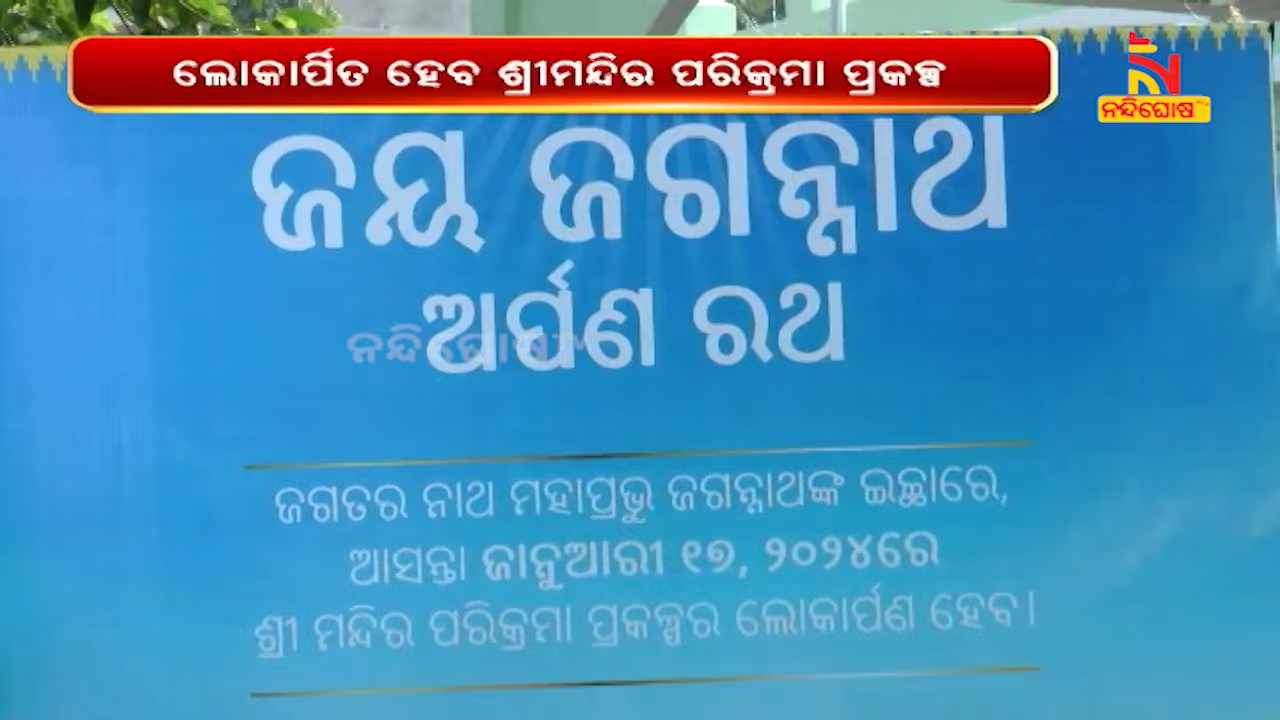 ଲୋକାର୍ପିତ ହେବ ଶ୍ରୀମନ୍ଦିର ପରିକ୍ରମା ପ୍ରକଳ୍ପ
ନନ୍ଦିଘୋଷ
ଜୟ ଜଗନ୍ନାଥ
ଅର୍ପଣ ରଥ
ନନ୍ଦିଘୋଷ
ଜଗତର ନାଥ ମହାପ୍ରଭୁ ଜଗନ୍ନାଥଙ୍କ ଇଚ୍ଛାରେ,
ଆସନ୍ତା ଜାନୁଆରୀ ୧୭, ୨୦୨୪ରେ
ଶ୍ରୀ ମନ୍ଦିର ପରିକ୍ରମା ପ୍ରକଳ୍ପର ଲୋକାର୍ପଣ ହେବ।